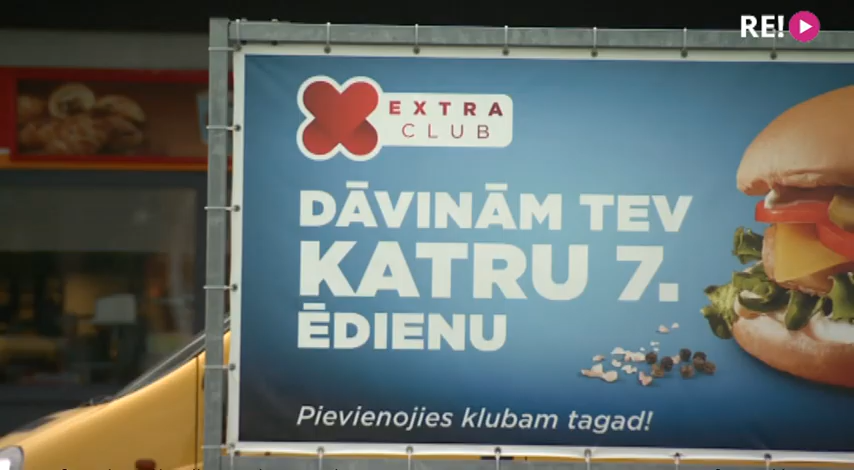 RE!
EXTRA
CLUB
DĀVINĀM TEV
KATRU 7.
ĒDIENU
Pievienojies klubam tagad!